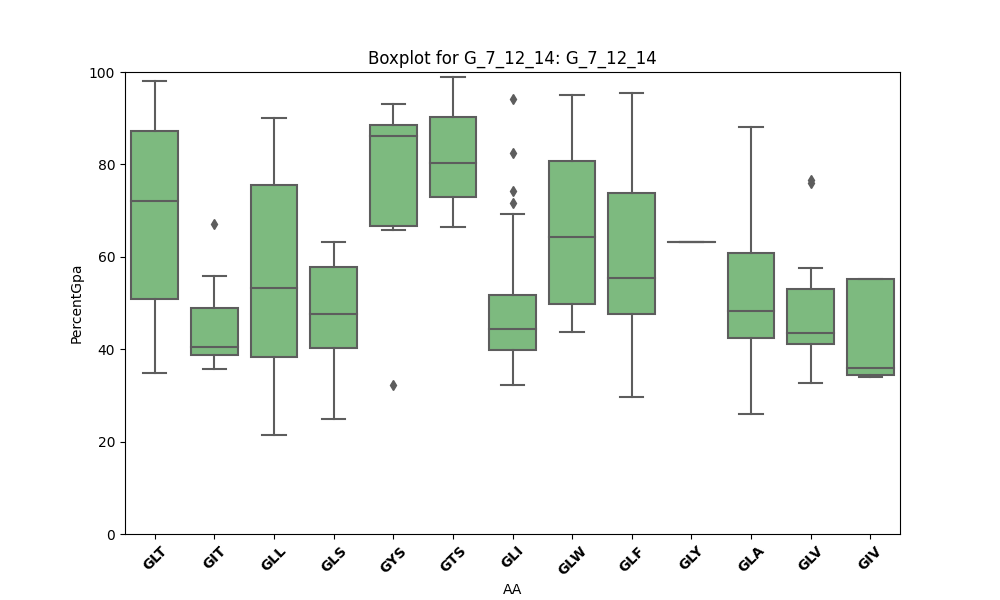 Boxplot for G_7_12_14: G_7_12_14
100
80
60
40
20
0
PercentGpa
GLT GIT GLL GLS GYS GTS GLI GLW GLF GLY GLA GLV GIV
AA